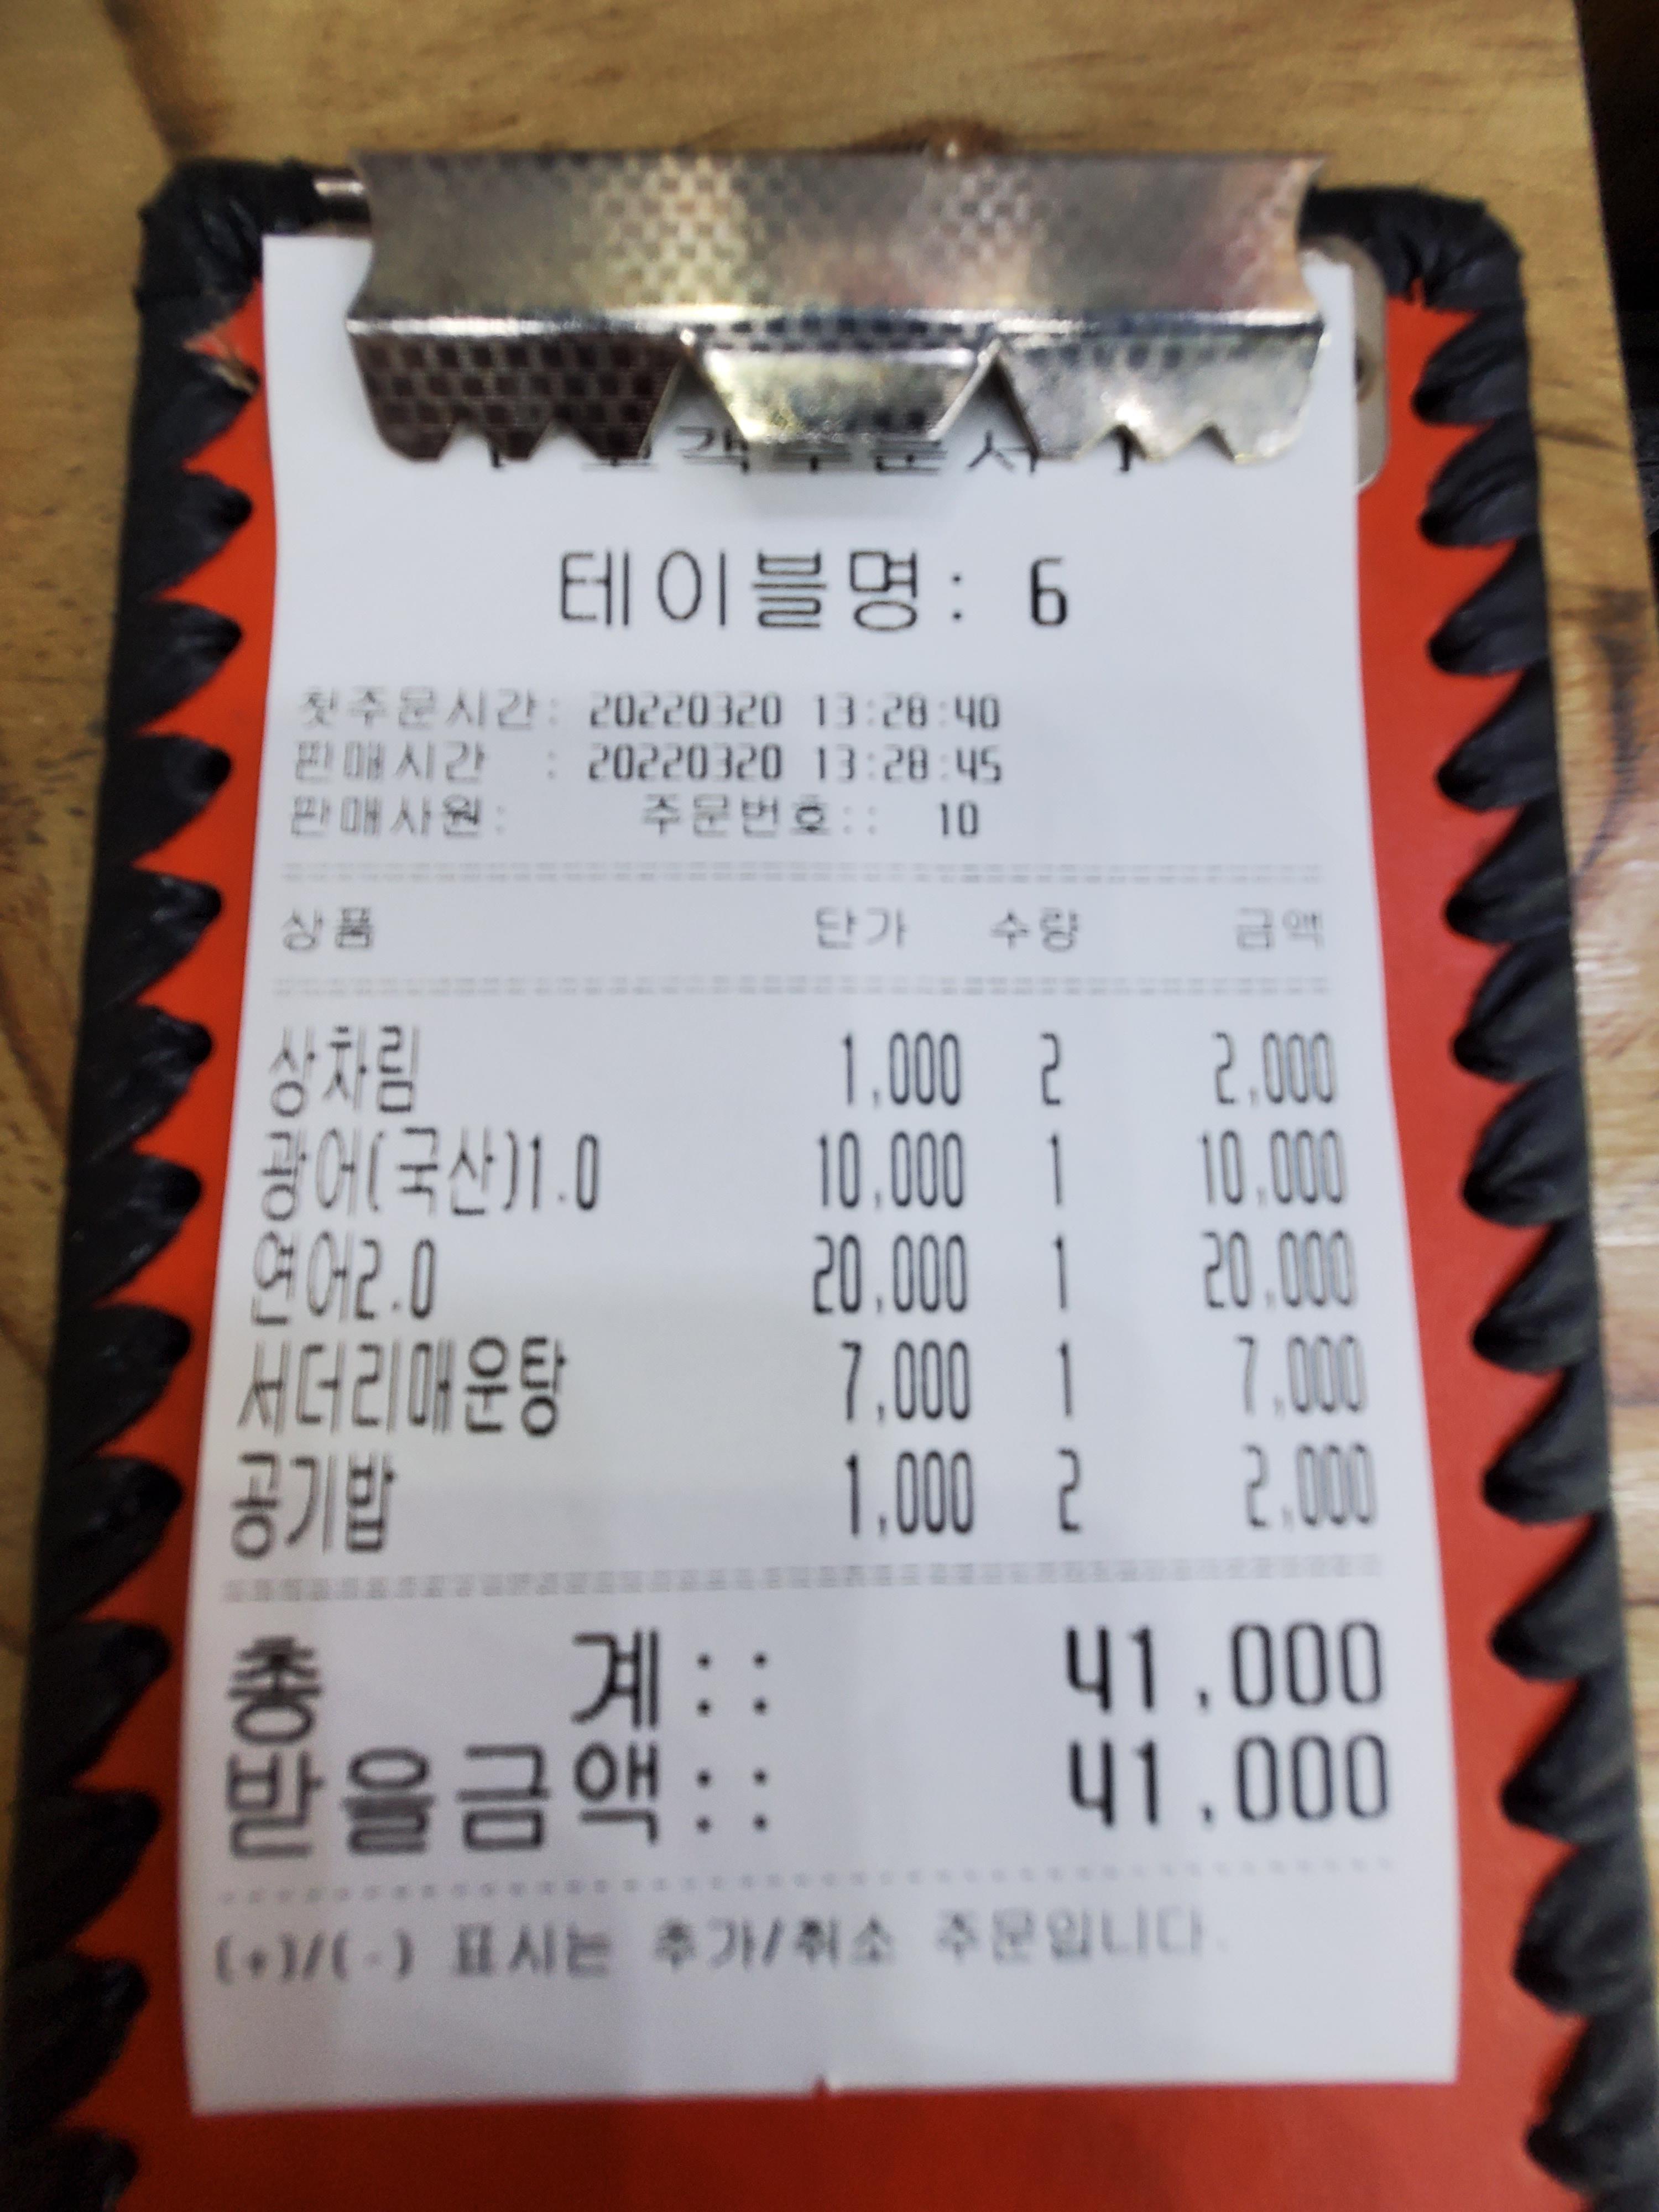 [ 고객주문서 ]
테이블명: 6
첫주문시간: 20220320 13:28:40
판매시간 : 20220320 13:28:45
판매사원: 주문번호:: 10
상품 단가 수량 금액
상차림 1,000 2 2,000
광어(국산)1.0 10,000 1 10,000
연어2.0 20,000 1 20,000
서더리매운탕 7,000 1 7,000
공기밥 1,000 2 2,000
총 계:: 41,000
받을금액:: 41,000
(+)/(-) 표시는 추가/취소 주문입니다.